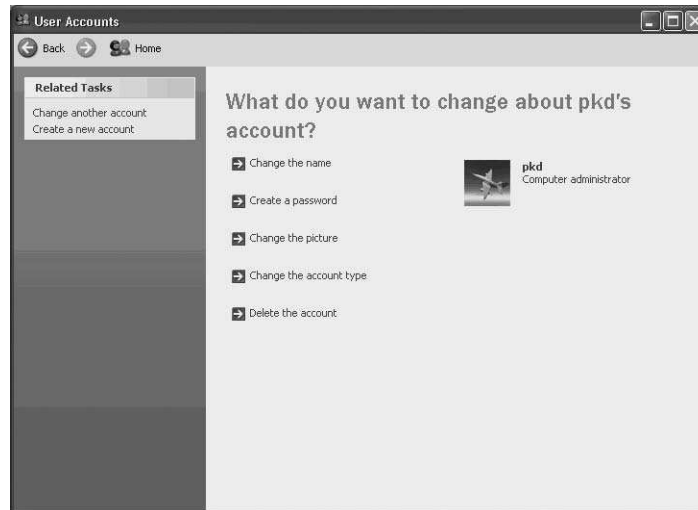 User Accounts
Back Home
Related Tasks
Change another account
Create a new account
What do you want to change about pkd's
account?
Change the name
Create a password
Change the picture
Change the account type
Delete the account
pkd
Computer administrator